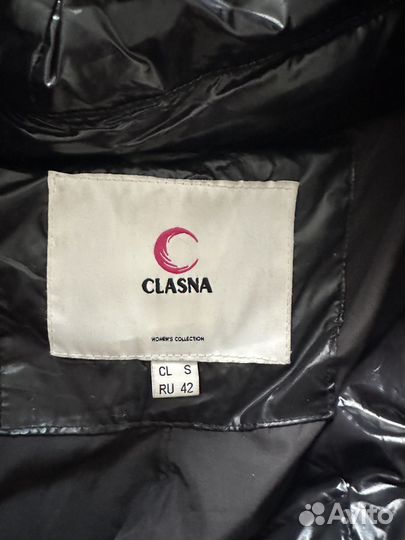 CLASNA
WOMEN'S COLLECTION
CL S
RU 42
Avito